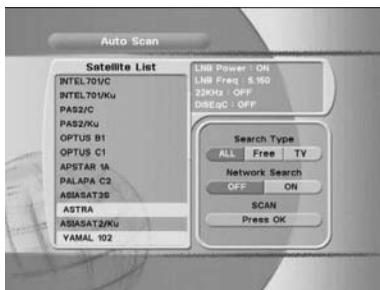 Auto Scan
Satellite List
INTEL701/C
INTEL701/Ku
PAS2/C
PAS2/Ku
OPTUS B1
OPTUS C1
APSTAR 1A
PALAPA C2
ASIASAT3S
ASTRA
ASIASAT2/Ku
YAMAL 102
LNB Power : ON
LNB Freq : 5.150
22KHz : OFF
DiSEqC : OFF
Search Type
ALL Free TV
Network Search
OFF ON
SCAN
Press OK